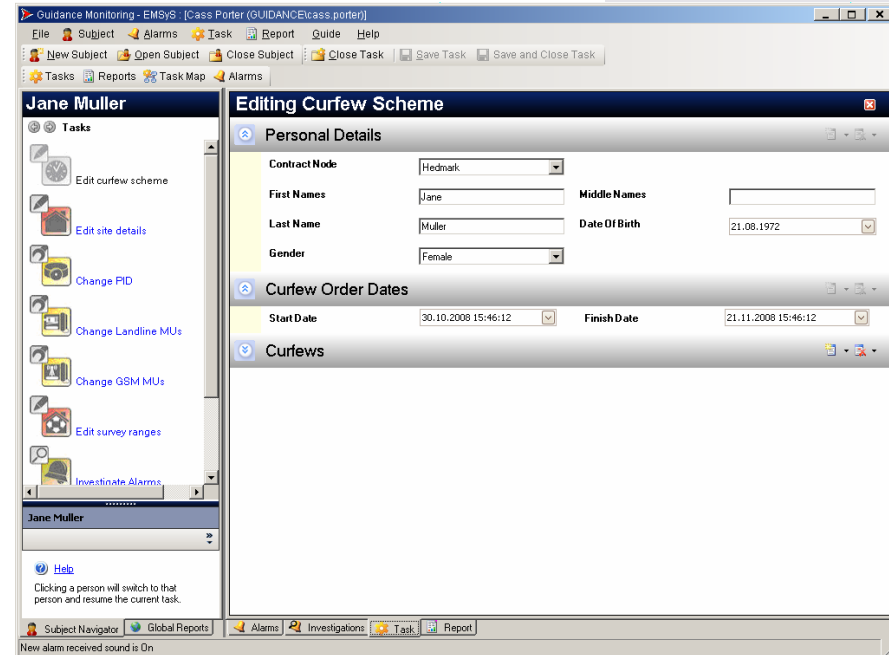 Guidance Monitoring - EMSyS : [Cass Porter (GUIDANCE\cass.porter)]
File Subject Alarms Task Report Guide Help
New Subject Open Subject Close Subject Close Task Save Task Save and Close Task
Tasks Reports Task Map Alarms
Jane Muller
Editing Curfew Scheme
Tasks
Edit curfew scheme
Edit site details
Change PID
Change Landline MUs
Change GSM MUs
Edit survey ranges
Investigate Alarms
Personal Details
Contract Node Hedmark
First Names Jane Middle Names
Last Name Muller Date Of Birth 21.08.1972
Gender Female
Curfew Order Dates
Start Date 30.10.2008 15:46:12 Finish Date 21.11.2008 15:46:12
Curfews
Jane Muller
Help
Clicking a person will switch to that
person and resume the current task.
Subject Navigator Global Reports
Alarms Investigations Task Report
New alarm received sound is On